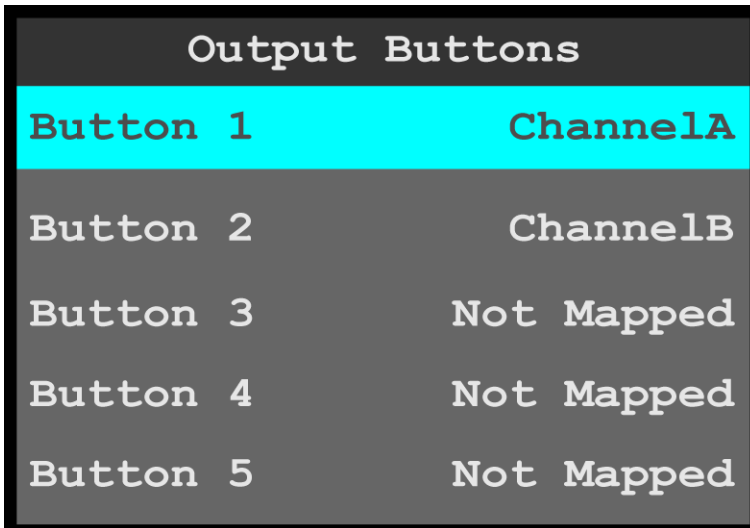 Output Buttons
Button 1 ChannelA
Button 2 ChannelB
Button 3 Not Mapped
Button 4 Not Mapped
Button 5 Not Mapped